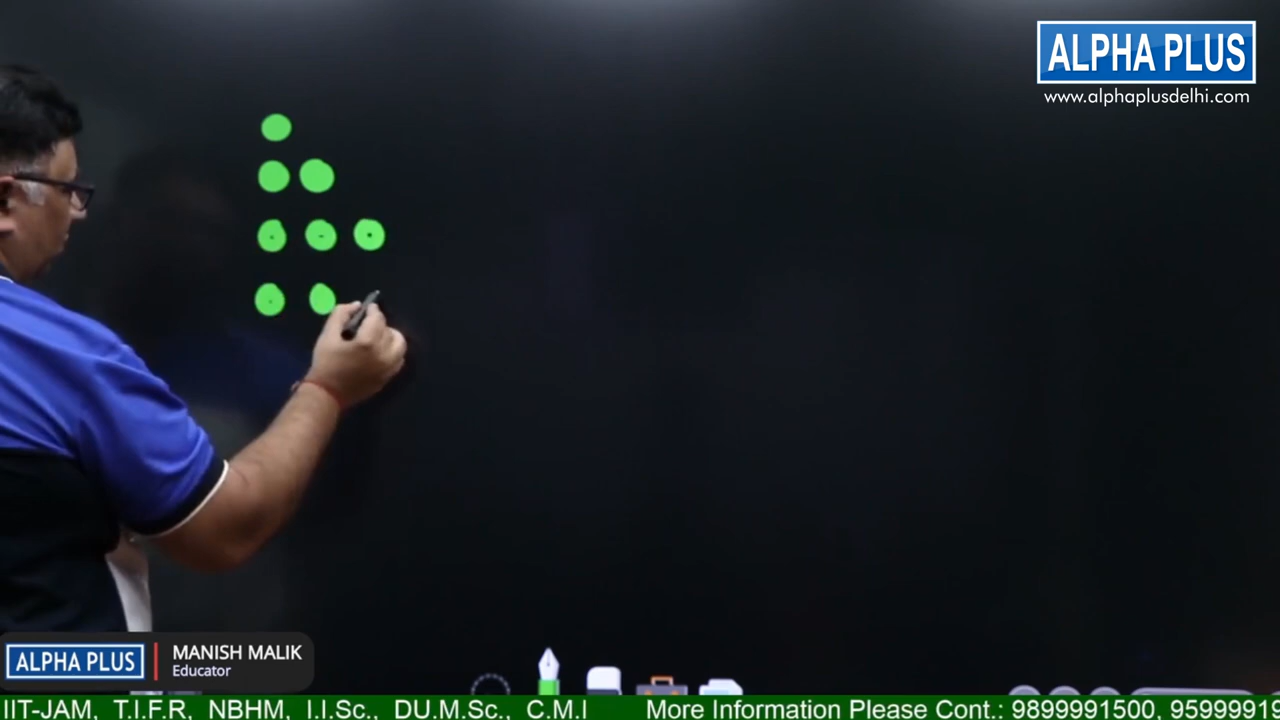 ALPHA PLUS
www.alphaplusdelhi.com
ALPHA PLUS
MANISH MALIK
Educator
IIT-JAM, T.I.F.R, NBHM, I.I.Sc., DU.M.Sc., C.M.I More Information Please Cont.: 9899991500, 95999919